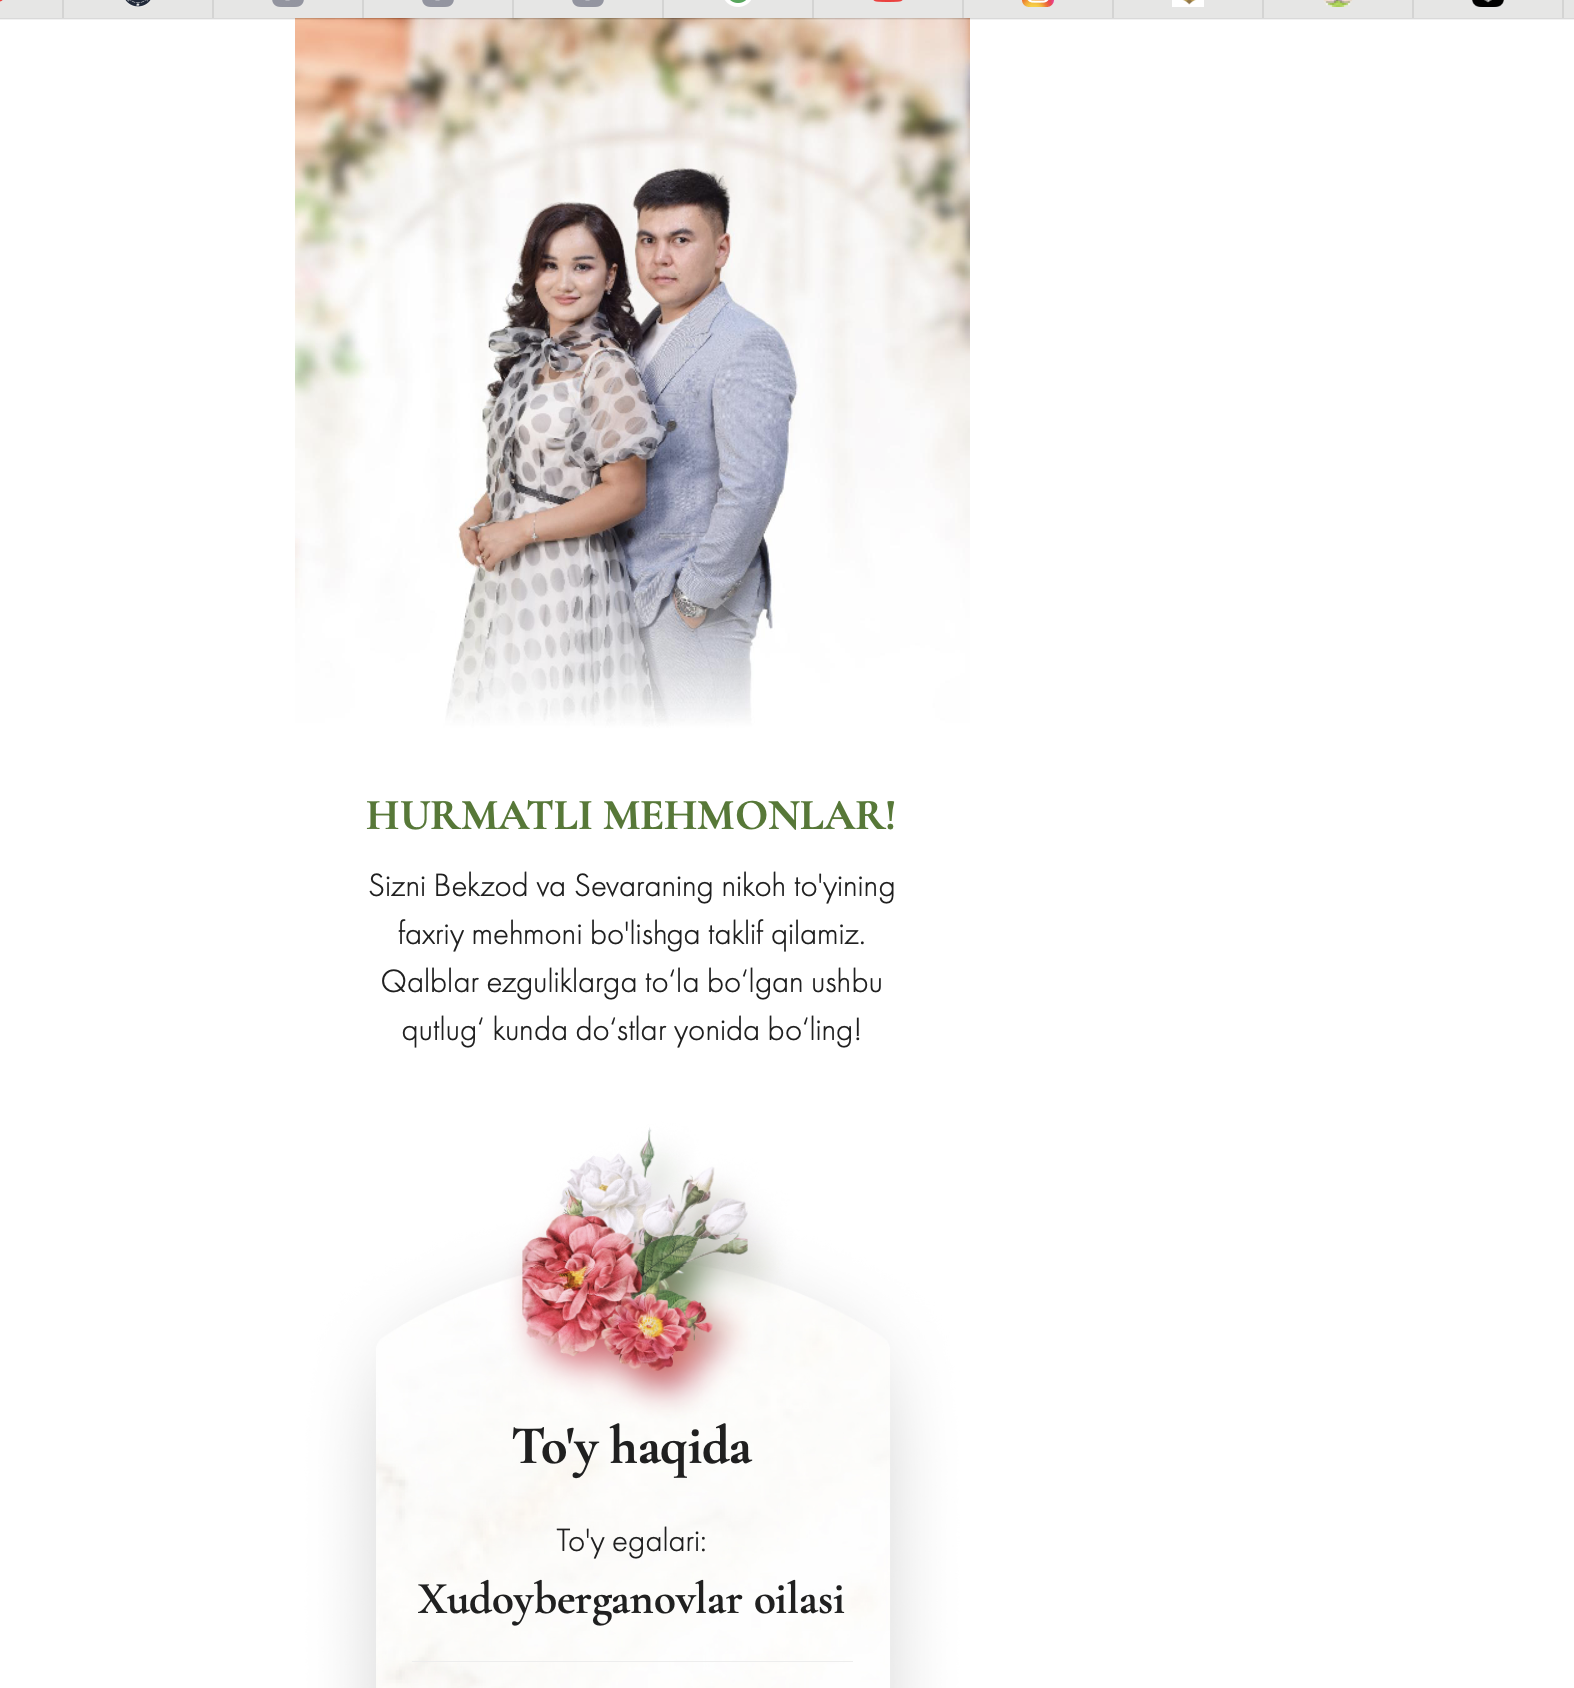 HURMATLI MEHMONLAR!
Sizni Bekzod va Sevaraning nikoh to'yining
faxriy mehmoni bo'lishga taklif qilamiz.
Qalblar ezguliklarga to‘la bo‘lgan ushbu
qutlug‘ kunda do‘stlar yonida bo‘ling!
To'y haqida
To'y egalari:
Xudoyberganovlar oilasi